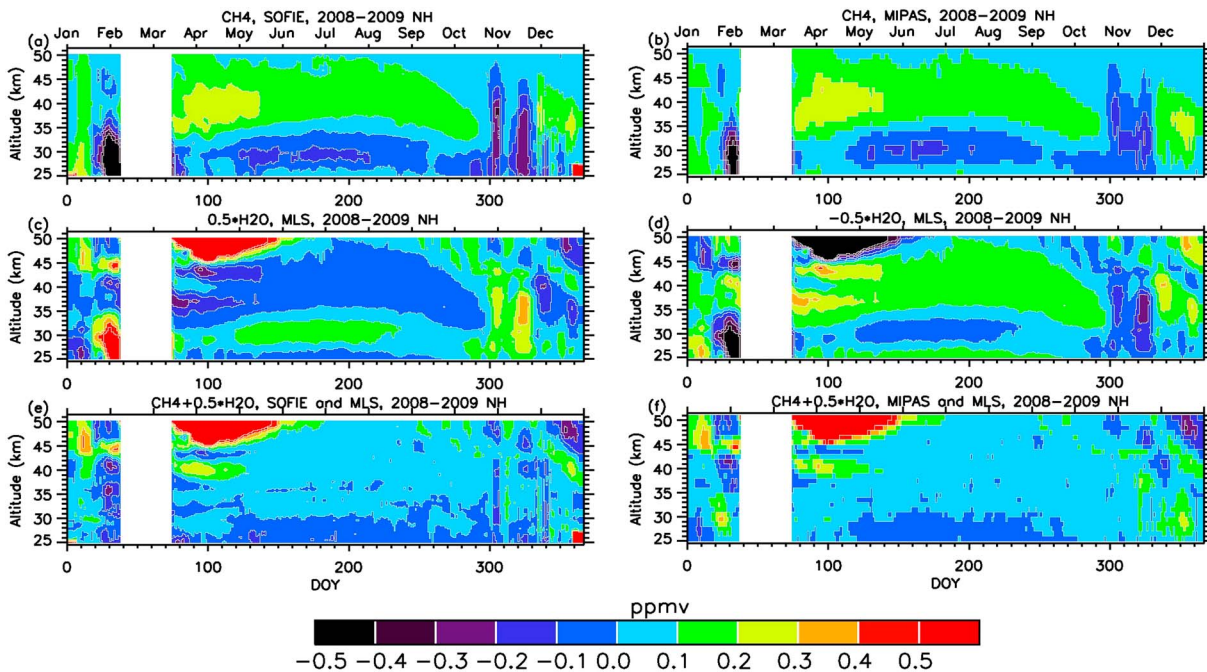 CH4, SOFIE, 2008−2009 NH
Jan Feb Mar Apr May Jun Jul Aug Sep Oct Nov Dec
(a)
50
45
40
35
30
25
Altitude (km)
0 100 200 300
CH4, MIPAS, 2008−2009 NH
Jan Feb Mar Apr May Jun Jul Aug Sep Oct Nov Dec
(b)
50
45
40
35
30
25
Altitude (km)
0 100 200 300
0.5*H2O, MLS, 2008−2009 NH
(c)
50
45
40
35
30
25
Altitude (km)
0 100 200 300
−0.5*H2O, MLS, 2008−2009 NH
(d)
50
45
40
35
30
25
Altitude (km)
0 100 200 300
CH4+0.5*H2O, SOFIE and MLS, 2008−2009 NH
(e)
50
45
40
35
30
25
Altitude (km)
0 100 200 300
DOY
CH4+0.5*H2O, MIPAS and MLS, 2008−2009 NH
(f)
50
45
40
35
30
25
Altitude (km)
0 100 200 300
DOY
ppmv
−0.5 −0.4 −0.3 −0.2 −0.1 0.0 0.1 0.2 0.3 0.4 0.5